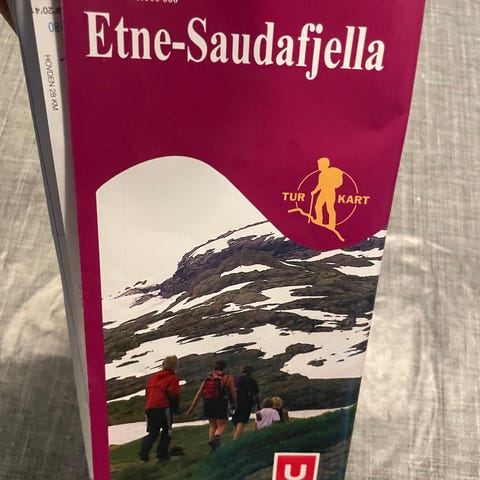 Etne-Saudafjella
TUR KART
HOVDEN 28 KM
U